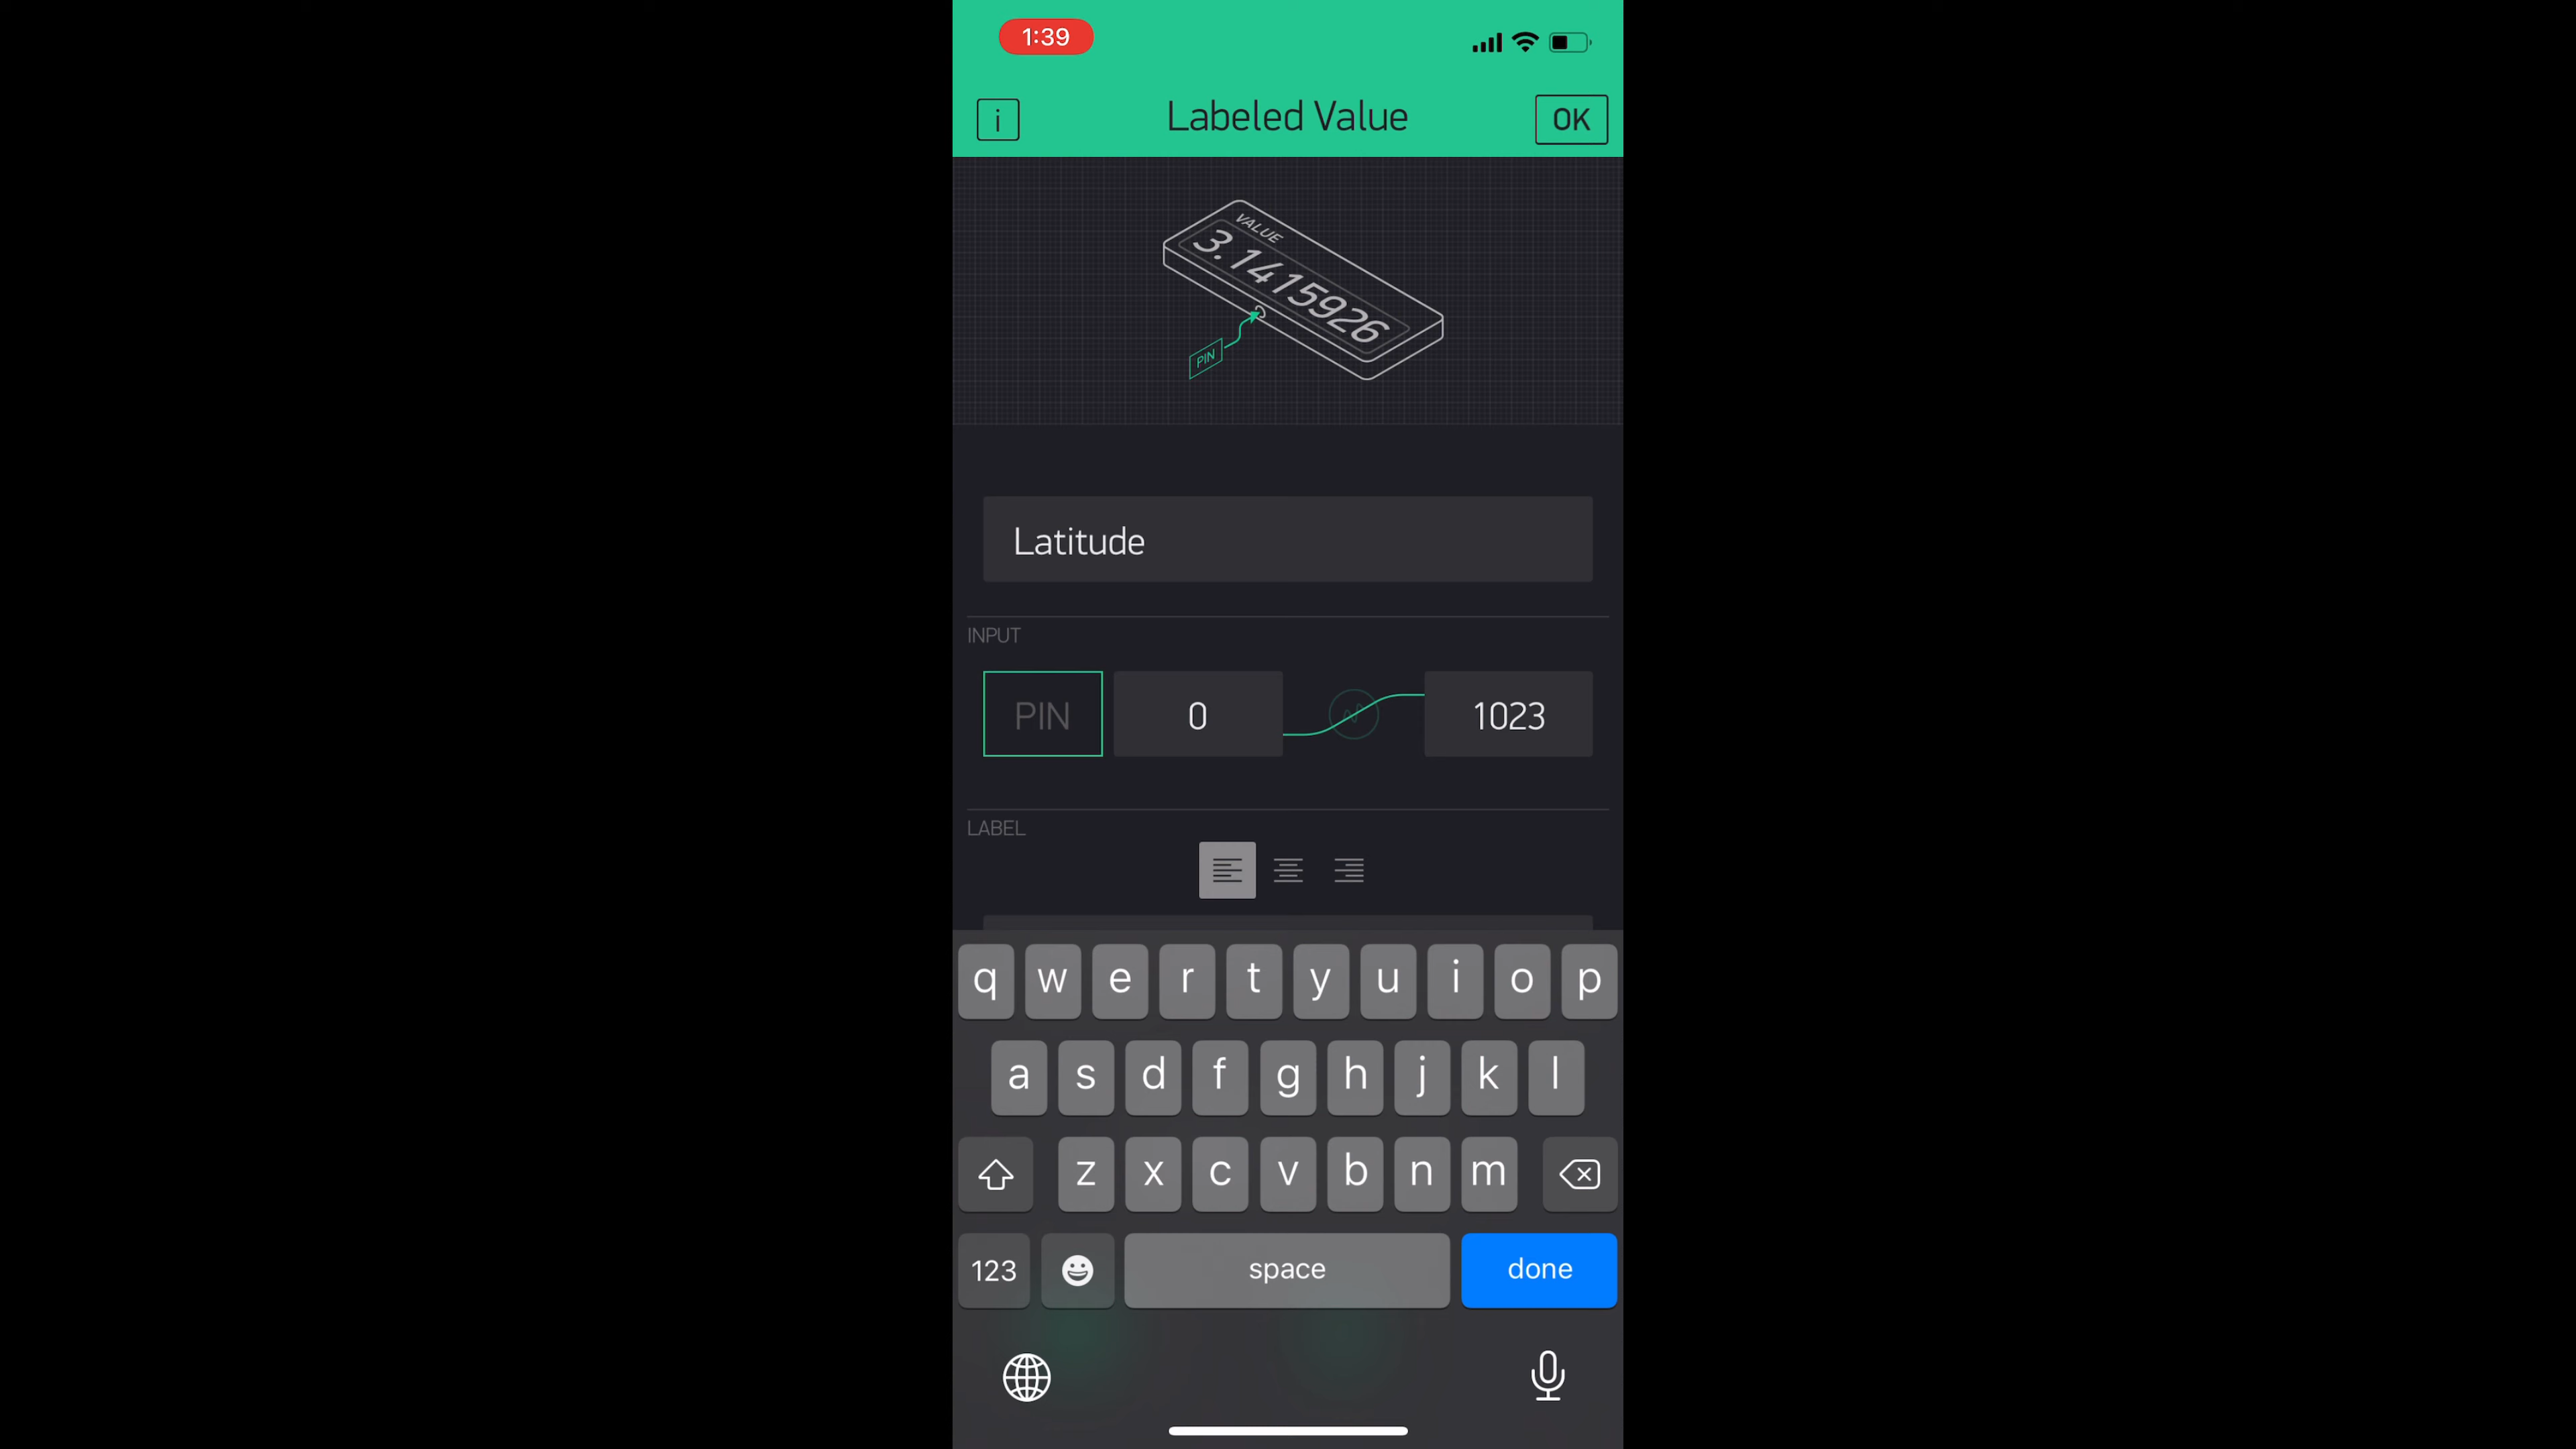 1:39
i
Labeled Value
OK
VALUE
3.1415926
PIN
Latitude
INPUT
PIN 0 1023
LABEL
q w e r t y u i o p
a s d f g h j k l
z x c v b n m
123 space done